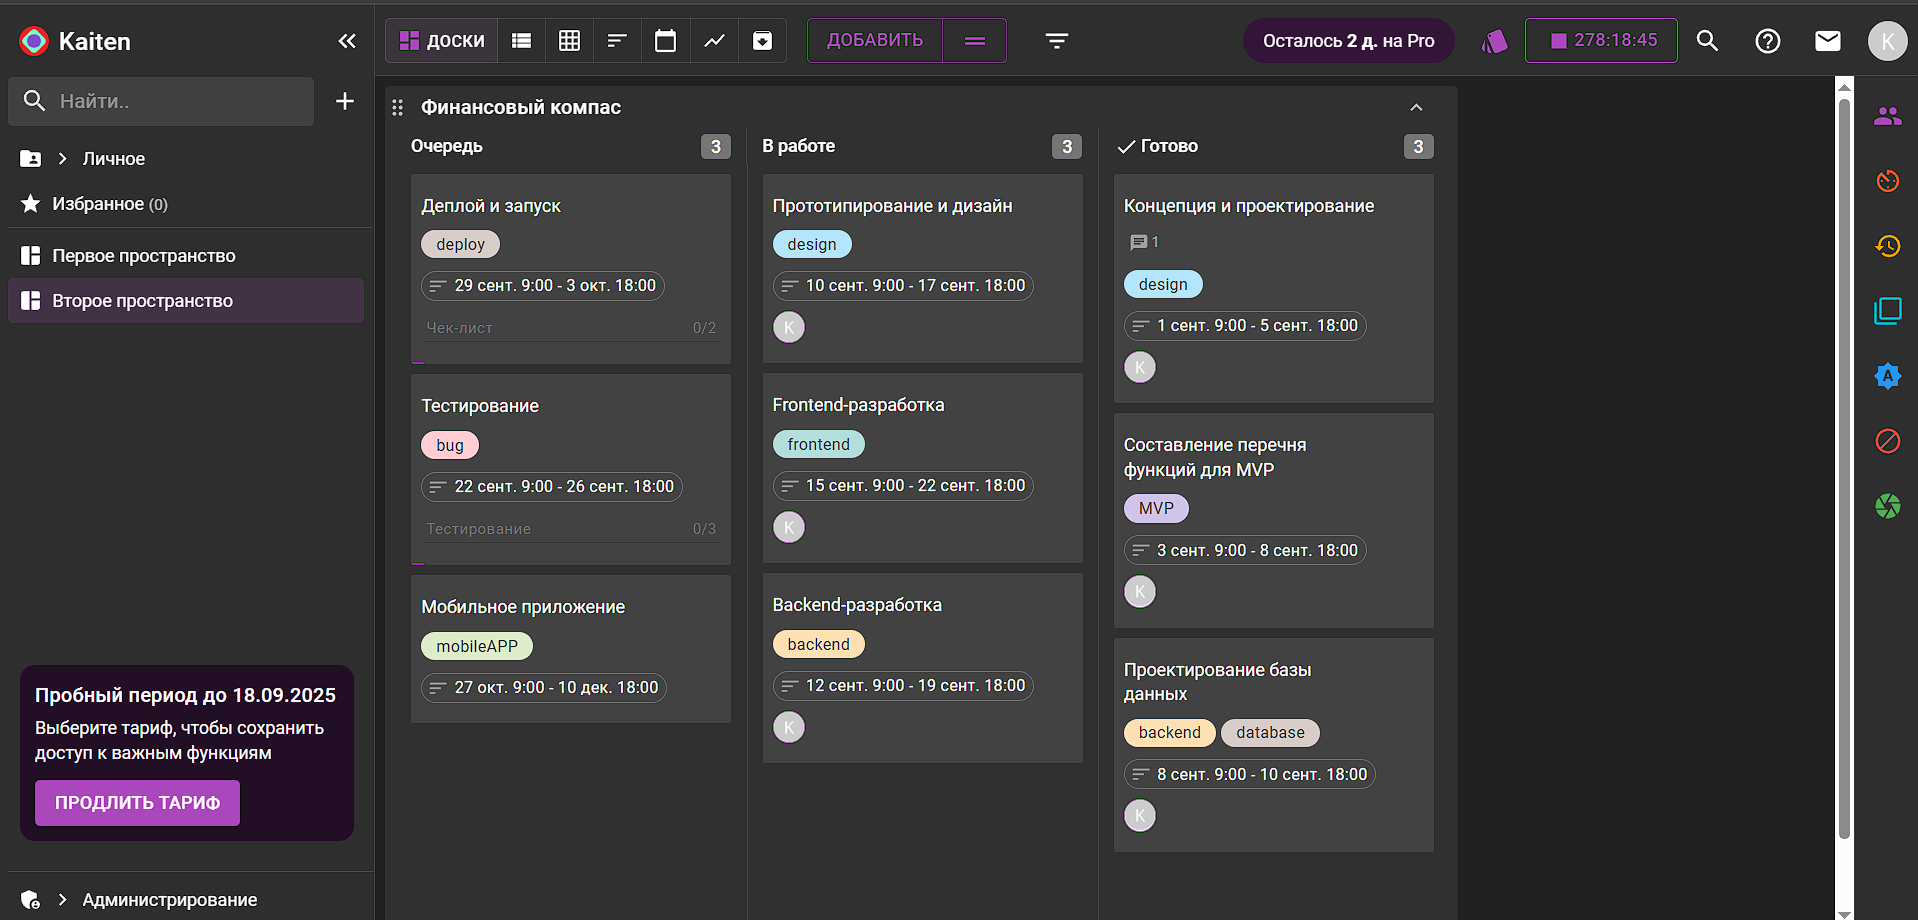 Kaiten
Найти..
Личное
Избранное (0)
Первое пространство
Второе пространство
Пробный период до 18.09.2025
Выберите тариф, чтобы сохранить
доступ к важным функциям
ПРОДЛИТЬ ТАРИФ
Администрирование
ДОСКИ
ДОБАВИТЬ
Осталось 2 д. на Pro
278:18:45
K
Финансовый компас
Очередь 3
Деплой и запуск
deploy
29 сент. 9:00 - 3 окт. 18:00
Чек-лист 0/2
Тестирование
bug
22 сент. 9:00 - 26 сент. 18:00
Тестирование 0/3
Мобильное приложение
mobileAPP
27 окт. 9:00 - 10 дек. 18:00
В работе 3
Прототипирование и дизайн
design
10 сент. 9:00 - 17 сент. 18:00
K
Frontend-разработка
frontend
15 сент. 9:00 - 22 сент. 18:00
K
Backend-разработка
backend
12 сент. 9:00 - 19 сент. 18:00
K
Готово 3
Концепция и проектирование
1
design
1 сент. 9:00 - 5 сент. 18:00
K
Составление перечня
функций для MVP
MVP
3 сент. 9:00 - 8 сент. 18:00
K
Проектирование базы
данных
backend database
8 сент. 9:00 - 10 сент. 18:00
K
A